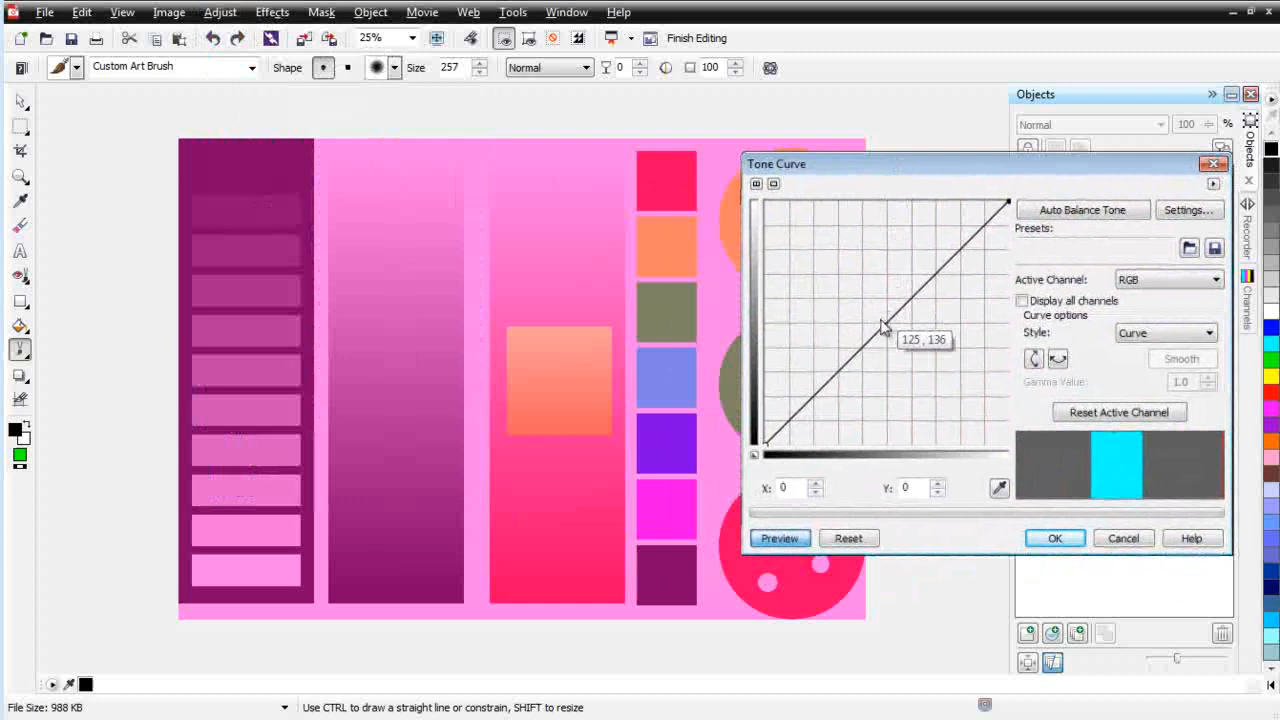 File Edit View Image Adjust Effects Mask Object Movie Web Tools Window Help
25% Finish Editing
Custom Art Brush Shape Size 257 Normal 0 100
Objects
Normal 100 %
Objects
Recorder
Channels
Tone Curve
Auto Balance Tone Settings...
Presets:
Active Channel: RGB
Display all channels
Curve options
Style: Curve
125 , 136
Smooth
Gamma Value: 1.0
Reset Active Channel
X: 0 Y: 0
Preview Reset OK Cancel Help
File Size: 988 KB Use CTRL to draw a straight line or constrain, SHIFT to resize